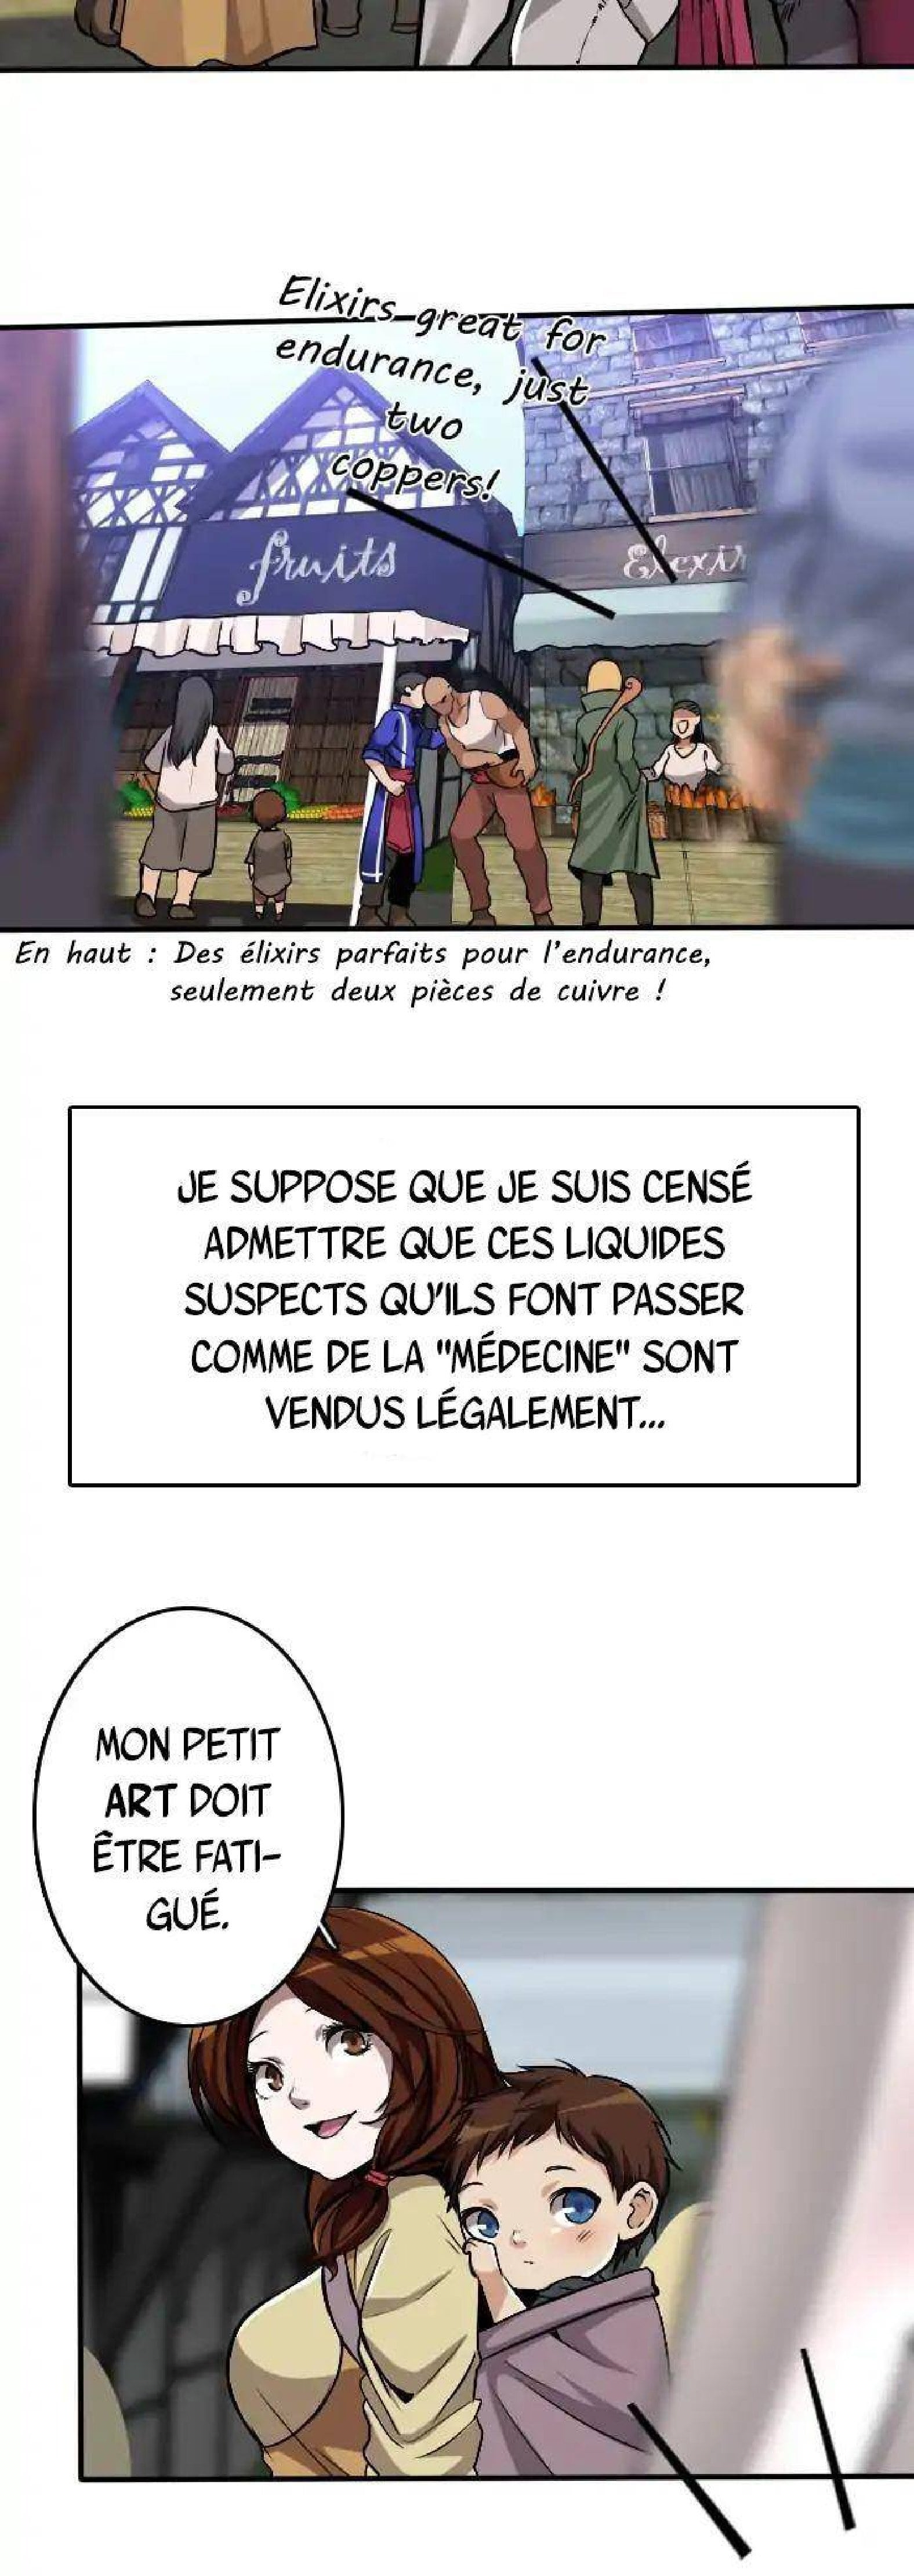 Elixirs great for
endurance, just
two
coppers!
fruits
Elexir
En haut : Des élixirs parfaits pour l'endurance,
seulement deux pièces de cuivre !
JE SUPPOSE QUE JE SUIS CENSÉ
ADMETTRE QUE CES LIQUIDES
SUSPECTS QU'ILS FONT PASSER
COMME DE LA "MÉDECINE" SONT
VENDUS LÉGALEMENT...
MON PETIT
ART DOIT
ÊTRE FATI-
GUÉ.